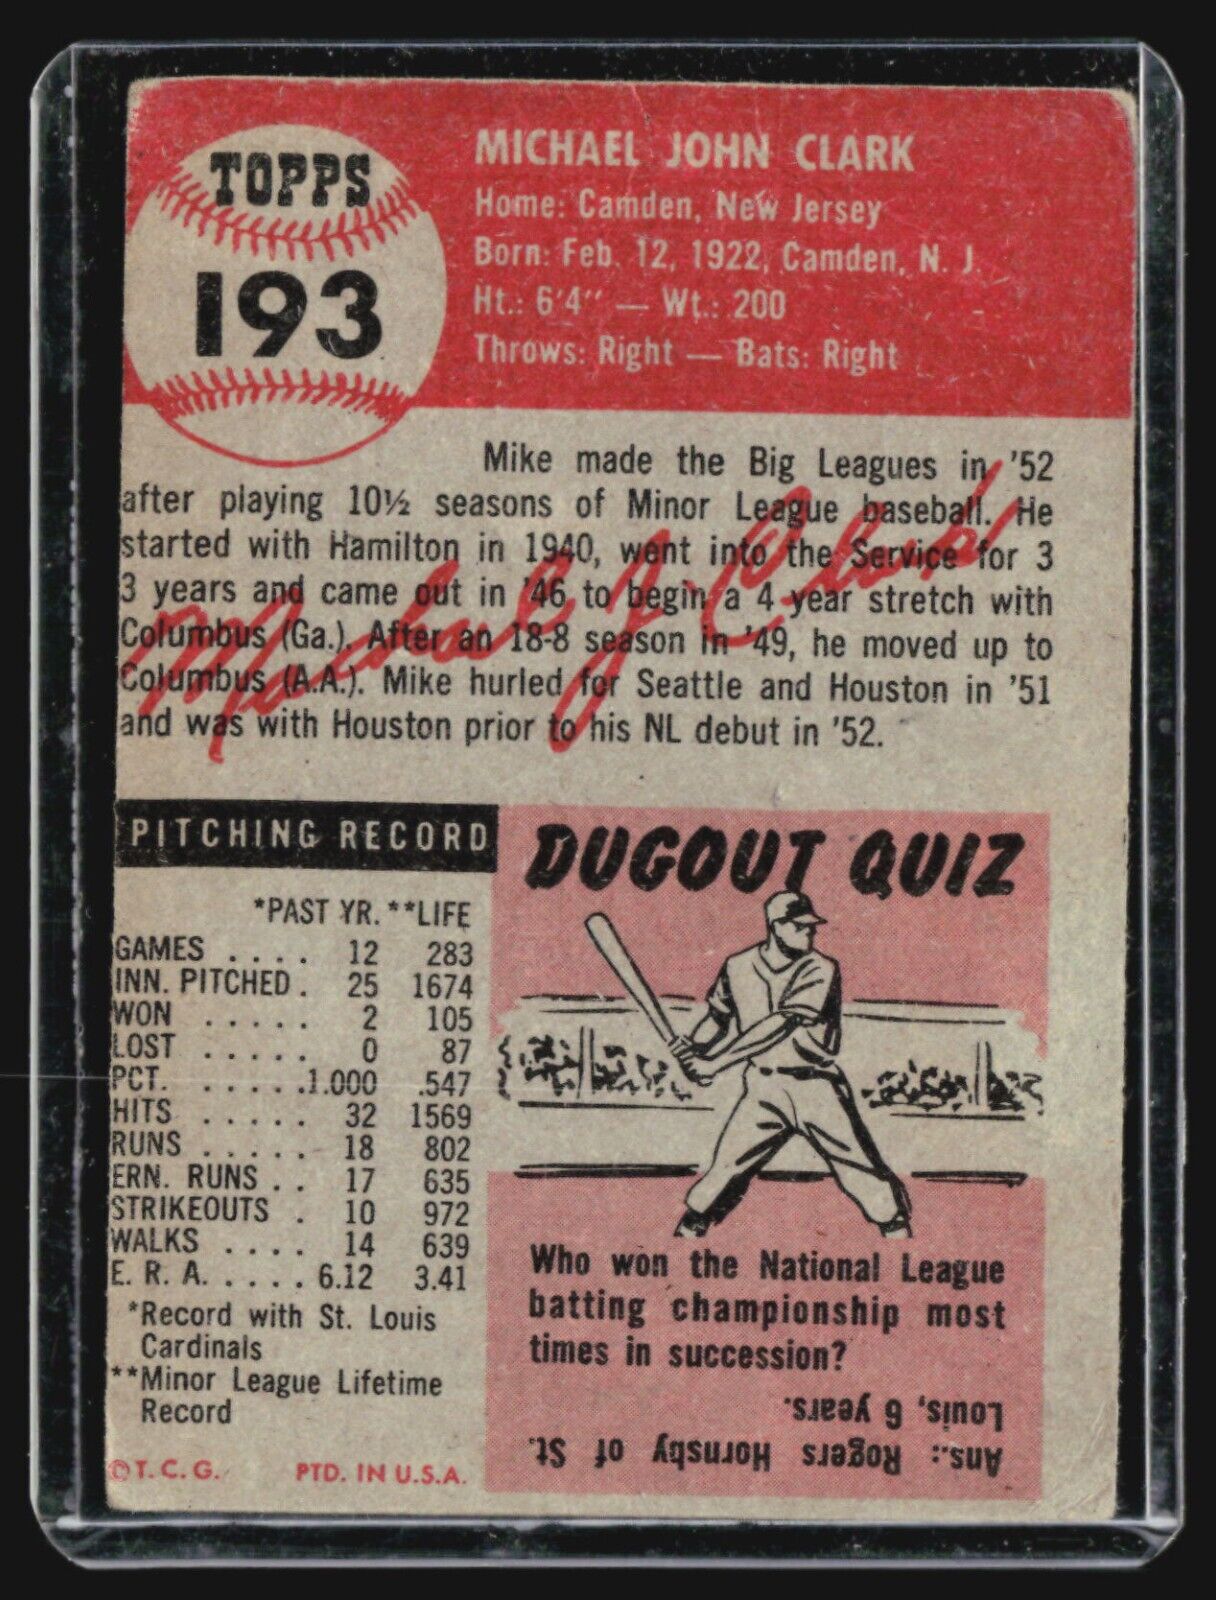 TOPPS
193
MICHAEL JOHN CLARK
Home: Camden, New Jersey
Born: Feb. 12, 1922, Camden, N. J.
Ht.: 6'4" — Wt.: 200
Throws: Right — Bats: Right
Mike made the Big Leagues in '52
after playing 10½ seasons of Minor League baseball. He
started with Hamilton in 1940, went into the Service for 3
3 years and came out in '46 to begin a 4 year stretch with
Columbus (Ga.). After an 18-8 season in '49, he moved up to
Columbus (A.A.). Mike hurled for Seattle and Houston in '51
and was with Houston prior to his NL debut in '52.
Michael J. Clark
PITCHING RECORD
*PAST YR. **LIFE
GAMES . . . . 12 283
INN. PITCHED . 25 1674
WON . . . . . 2 105
LOST . . . . . 0 87
PCT. . . . . . .1.000 .547
HITS . . . . . 32 1569
RUNS . . . . . 18 802
ERN. RUNS . . 17 635
STRIKEOUTS . 10 972
WALKS . . . . 14 639
E. R. A. . . . . 6.12 3.41
*Record with St. Louis
Cardinals
**Minor League Lifetime
Record
© T. C. G. PTD. IN U.S.A.
DUGOUT QUIZ
Who won the National League
batting championship most
times in succession?
Ans.: Rogers Hornsby of St.
Louis, 6 years.